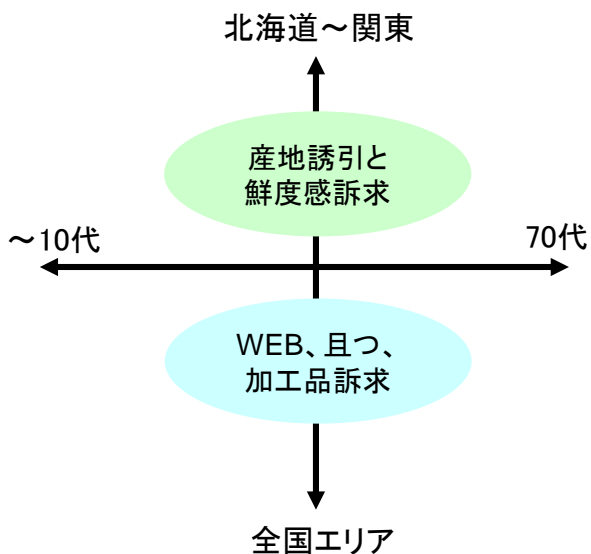 北海道～関東
産地誘引と
鮮度感訴求
～10代
70代
WEB、且つ、
加工品訴求
全国エリア